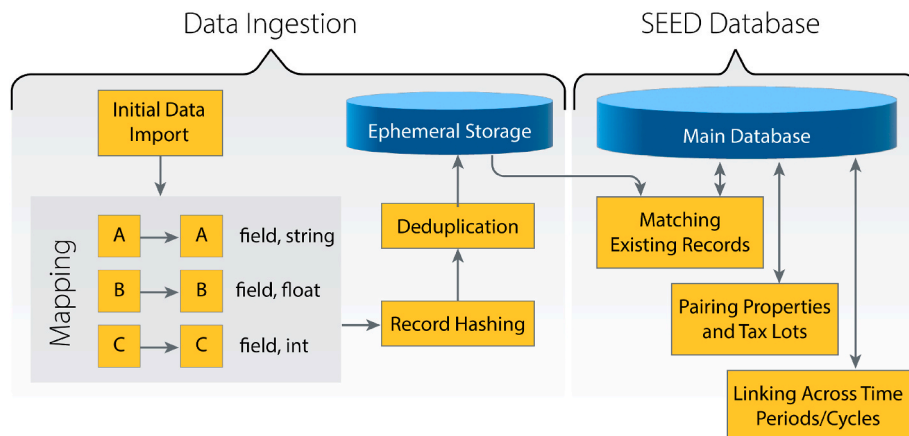 Data Ingestion
SEED Database
Initial Data
Import
Ephemeral Storage
Main Database
Mapping
A
A
field, string
B
B
field, float
C
C
field, int
Deduplication
Record Hashing
Matching
Existing Records
Pairing Properties
and Tax Lots
Linking Across Time
Periods/Cycles